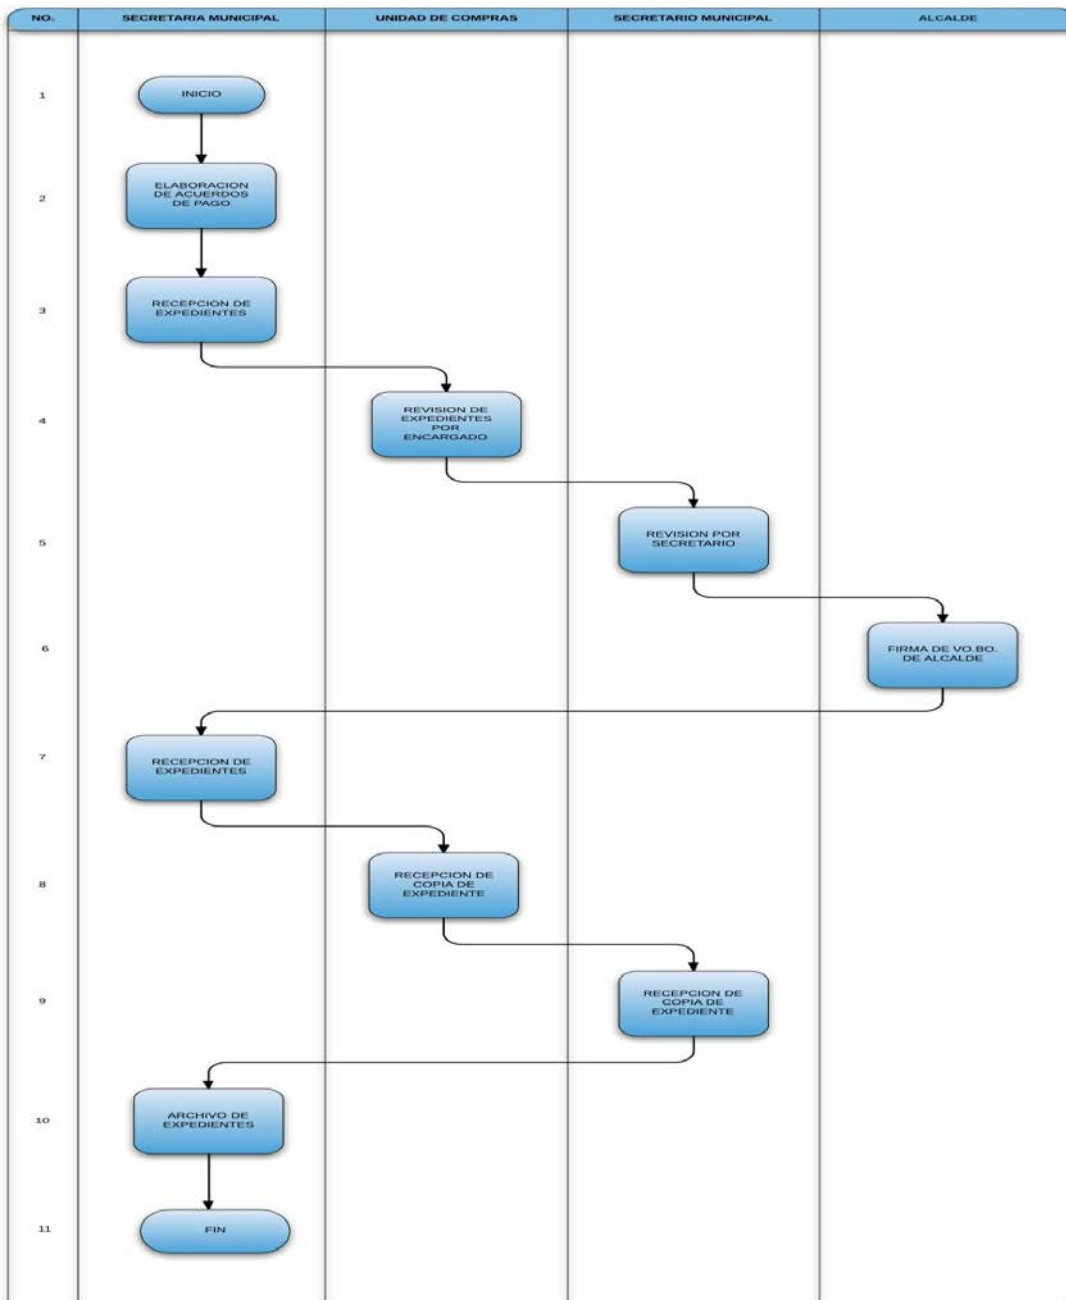 NO. SECRETARIA MUNICIPAL UNIDAD DE COMPRAS SECRETARIO MUNICIPAL ALCALDE
1 INICIO
2 ELABORACION
DE ACUERDOS
DE PAGO
3 RECEPCION DE
EXPEDIENTES
4 REVISION DE
EXPEDIENTES
POR
ENCARGADO
5 REVISION POR
SECRETARIO
6 FIRMA DE VO.BO.
DE ALCALDE
7 RECEPCION DE
EXPEDIENTES
8 RECEPCION DE
COPIA DE
EXPEDIENTE
9 RECEPCION DE
COPIA DE
EXPEDIENTE
10 ARCHIVO DE
EXPEDIENTES
11 FIN